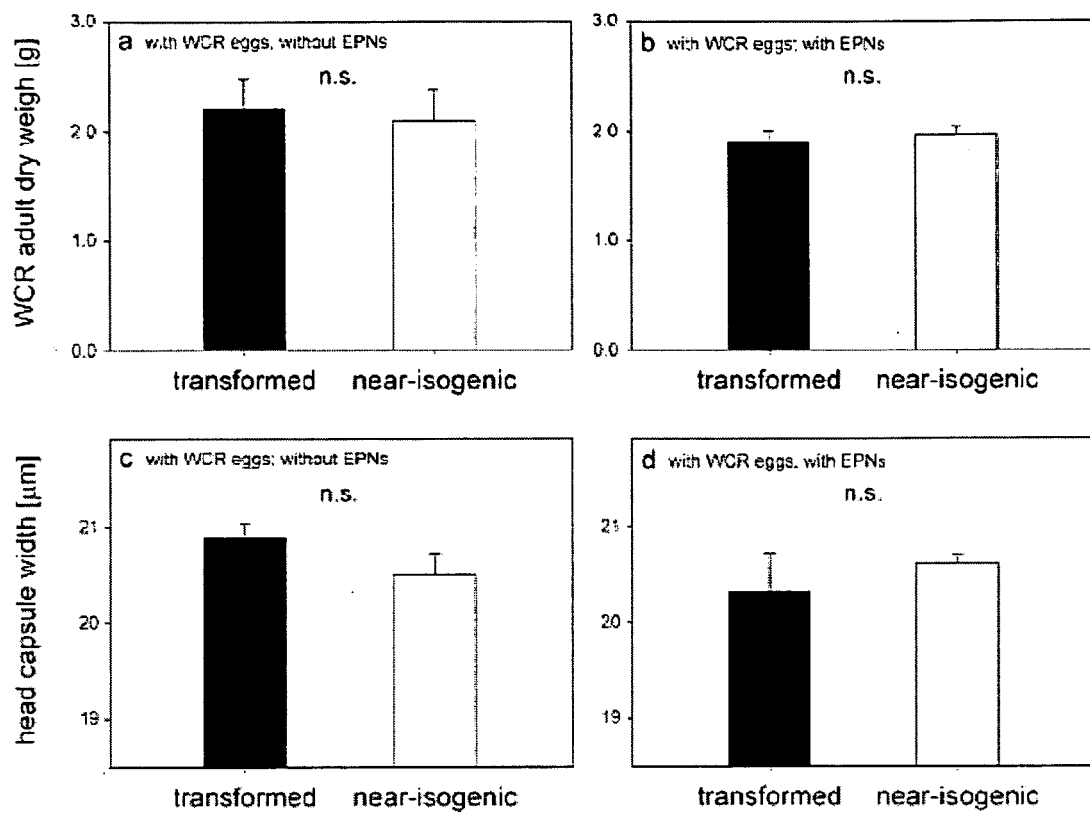 WCR adult dry weigh [g]
3.0
2.0
1.0
0.0
a with WCR eggs, without EPNs
n.s.
transformed near-isogenic
3.0
2.0
1.0
0.0
b with WCR eggs; with EPNs
n.s.
transformed near-isogenic
head capsule width [µm]
21
20
19
c with WCR eggs; without EPNs
n.s.
transformed near-isogenic
21
20
19
d with WCR eggs, with EPNs
n.s.
transformed near-isogenic